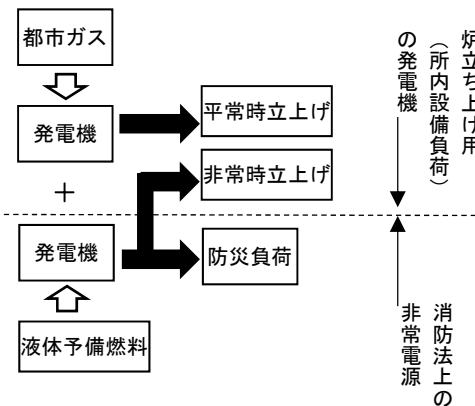 都市ガス
発電機
平常時立上げ
非常時立上げ
+
発電機
防災負荷
液体予備燃料
炉立ち上げ用
(所内設備負荷)
の発電機
消防法上の
非常電源